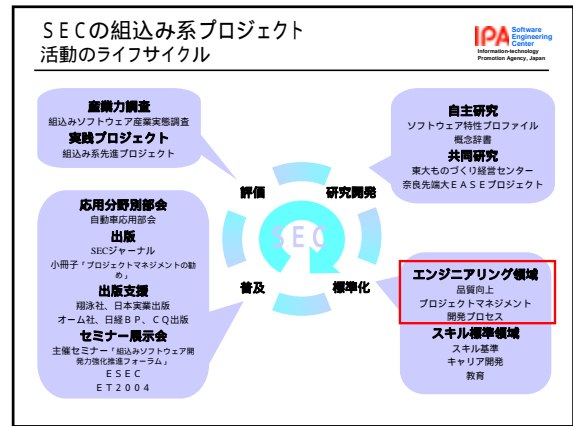 SECの組込み系プロジェクト
活動のライフサイクル
IPA
Software
Engineering
Center
Information-technology
Promotion Agency, Japan
産業力調査
組込みソフトウェア産業実態調査
実践プロジェクト
組込み系先進プロジェクト
自主研究
ソフトウェア特性プロファイル
概念辞書
共同研究
東大ものづくり経営センター
奈良先端大EASEプロジェクト
評価
研究開発
SEC
普及
標準化
応用分野別部会
自動車応用部会
出版
SECジャーナル
小冊子「プロジェクトマネジメントの勧
め」
出版支援
翔泳社、日本実業出版
オーム社、日経BP、CQ出版
セミナー展示会
主催セミナー「組込みソフトウェア開
発力強化推進フォーラム」
ESEC
ET2004
エンジニアリング領域
品質向上
プロジェクトマネジメント
開発プロセス
スキル標準領域
スキル基準
キャリア開発
教育